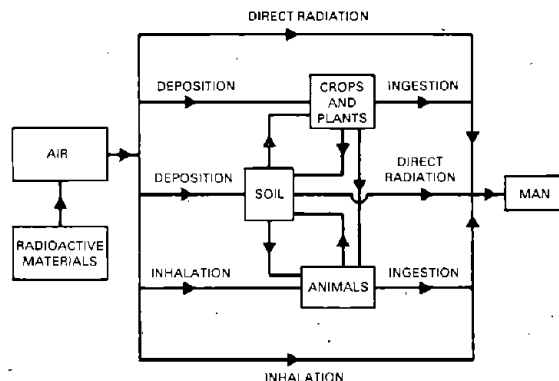 DIRECT RADIATION
DEPOSITION
CROPS
AND
PLANTS
INGESTION
AIR
DEPOSITION
SOIL
DIRECT
RADIATION
MAN
RADIOACTIVE
MATERIALS
INHALATION
ANIMALS
INGESTION
INHALATION